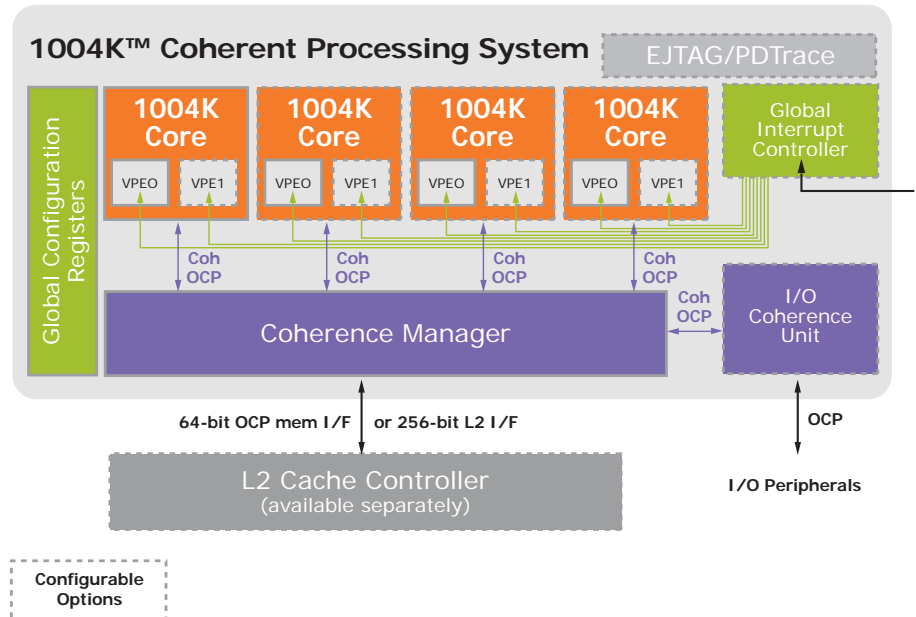 1004K™ Coherent Processing System
EJTAG/PDTrace
Global Configuration
Registers
1004K
Core
VPEO
VPE1
1004K
Core
VPEO
VPE1
1004K
Core
VPEO
VPE1
1004K
Core
VPEO
VPE1
Global
Interrupt
Controller
Coh
OCP
Coh
OCP
Coh
OCP
Coh
OCP
Coherence Manager
Coh
OCP
I/O
Coherence
Unit
64-bit OCP mem I/F
or 256-bit L2 I/F
OCP
L2 Cache Controller
(available separately)
I/O Peripherals
Configurable
Options